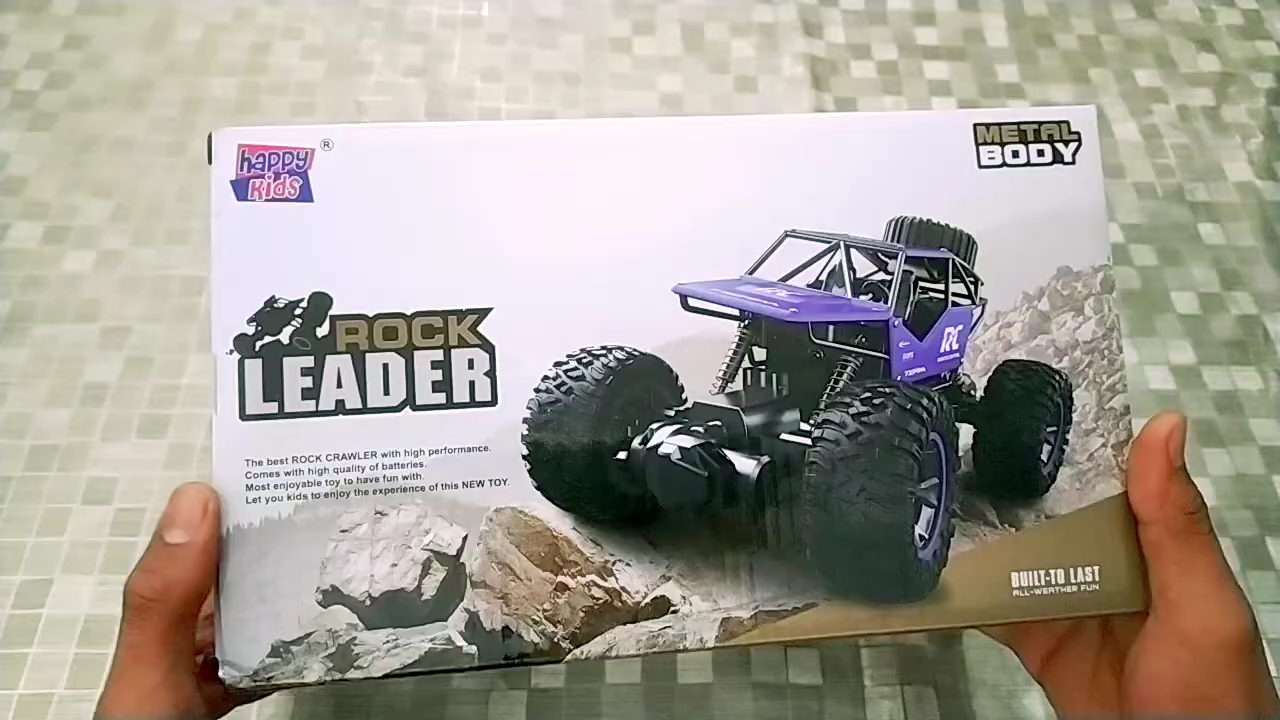 happy
Kids
®
METAL
BODY
ROCK
LEADER
The best ROCK CRAWLER with high performance.
Comes with high quality of batteries.
Most enjoyable toy to have fun with.
Let you kids to enjoy the experience of this NEW TOY.
RC
BUILT-TO LAST
ALL-WEATHER FUN